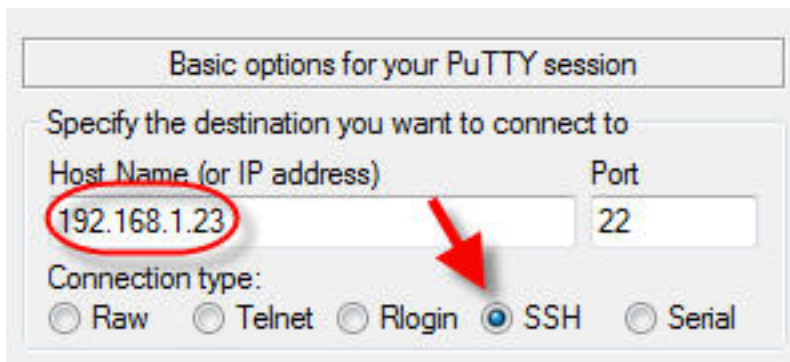 Basic options for your PuTTY session
Specify the destination you want to connect to
Host Name (or IP address) Port
192.168.1.23 22
Connection type:
Raw Telnet Rlogin SSH Serial